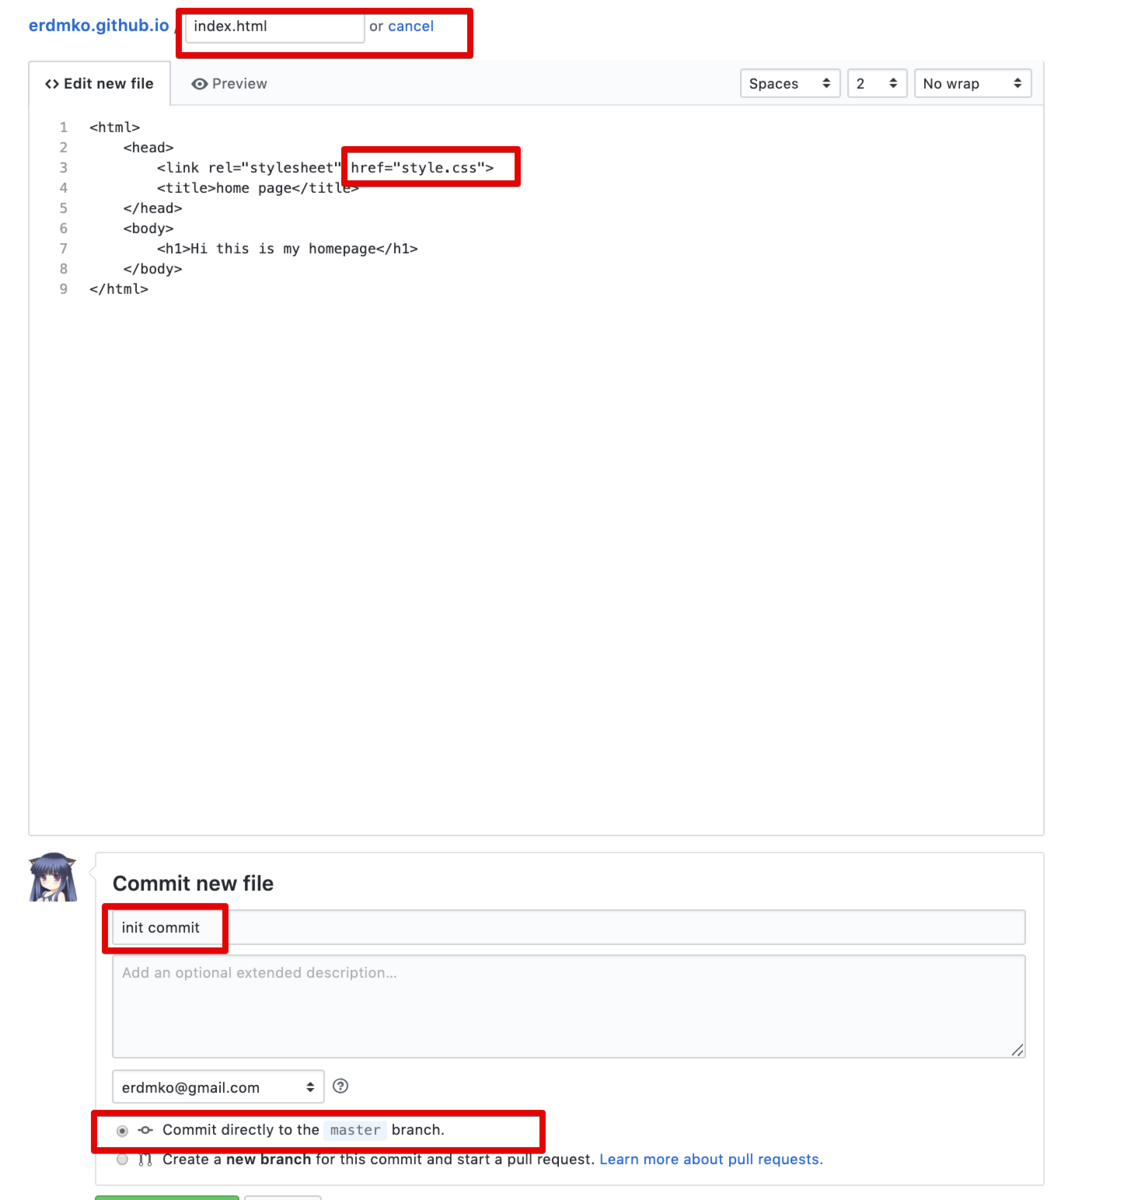 erdmko.github.io / index.html or cancel
<> Edit new file Preview Spaces 2 No wrap
1 <html>
2 <head>
3 <link rel="stylesheet" href="style.css">
4 <title>home page</title>
5 </head>
6 <body>
7 <h1>Hi this is my homepage</h1>
8 </body>
9 </html>
Commit new file
init commit
Add an optional extended description...
erdmko@gmail.com
Commit directly to the master branch.
Create a new branch for this commit and start a pull request. Learn more about pull requests.